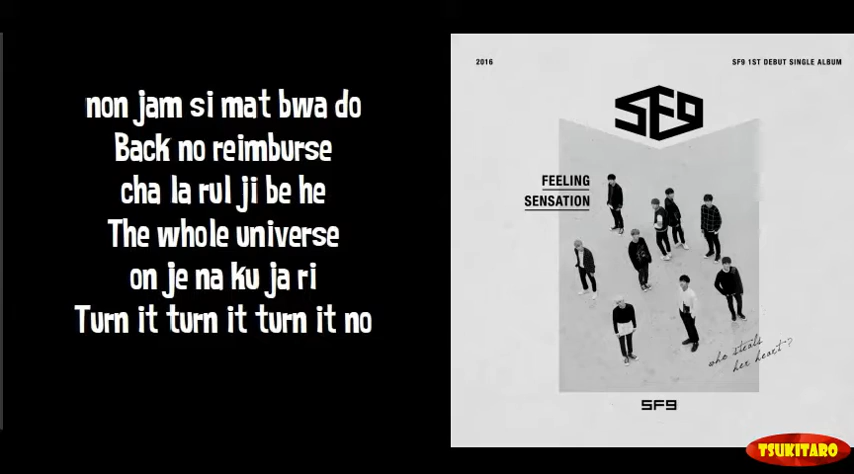 non jam si mat bwa do
Back no reimburse
cha la rul ji be he
The whole universe
on je na ku ja ri
Turn it turn it turn it no
2016
SF9 1ST DEBUT SINGLE ALBUM
SF9
FEELING
SENSATION
who steals
her heart?
SF9
TSUKITARO